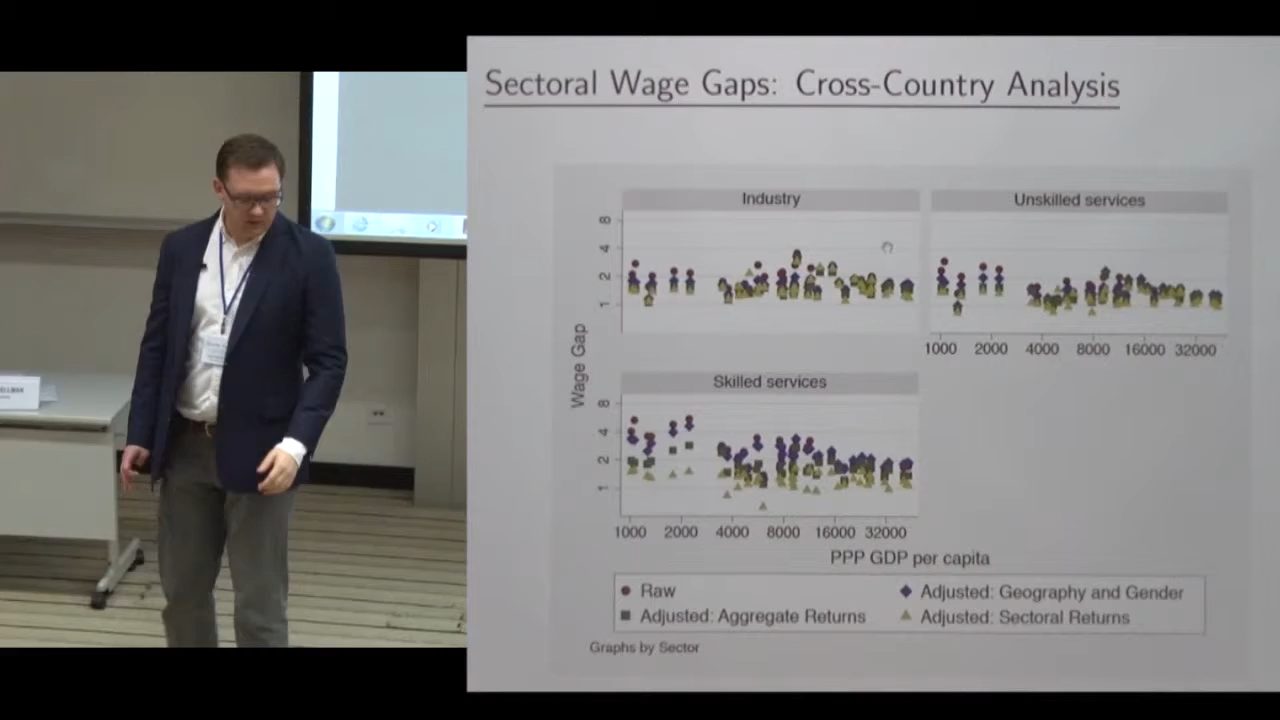 Sectoral Wage Gaps: Cross-Country Analysis
Industry
Unskilled services
8
4
2
1
1000 2000 4000 8000 16000 32000
Wage Gap
Skilled services
8
4
2
1
1000 2000 4000 8000 16000 32000
PPP GDP per capita
Raw
Adjusted: Geography and Gender
Adjusted: Aggregate Returns
Adjusted: Sectoral Returns
Graphs by Sector